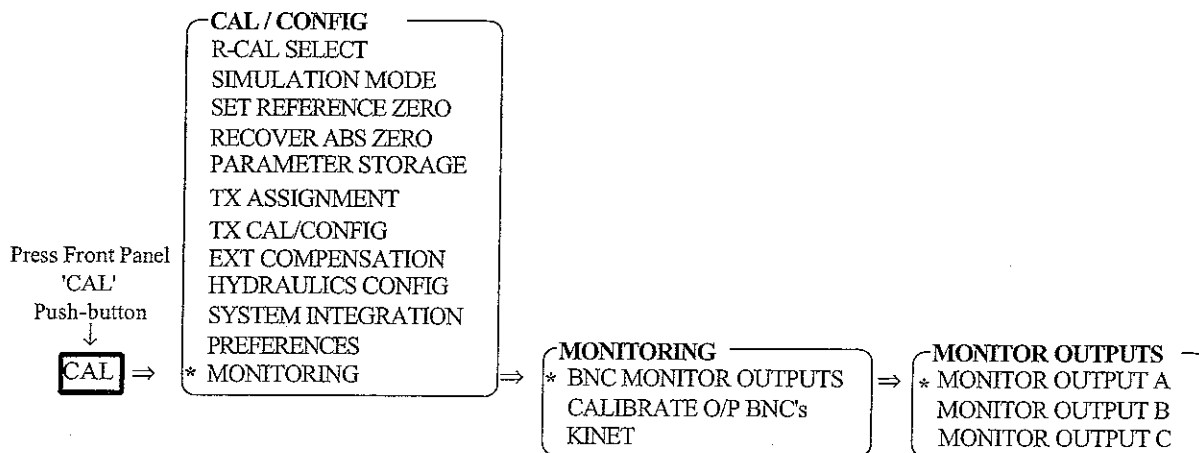 CAL / CONFIG
R-CAL SELECT
SIMULATION MODE
SET REFERENCE ZERO
RECOVER ABS ZERO
PARAMETER STORAGE
TX ASSIGNMENT
TX CAL/CONFIG
EXT COMPENSATION
HYDRAULICS CONFIG
SYSTEM INTEGRATION
PREFERENCES
* MONITORING
Press Front Panel
'CAL'
Push-button
↓
CAL ⇒
⇒
MONITORING
* BNC MONITOR OUTPUTS
CALIBRATE O/P BNC's
KINET
⇒
MONITOR OUTPUTS
* MONITOR OUTPUT A
MONITOR OUTPUT B
MONITOR OUTPUT C